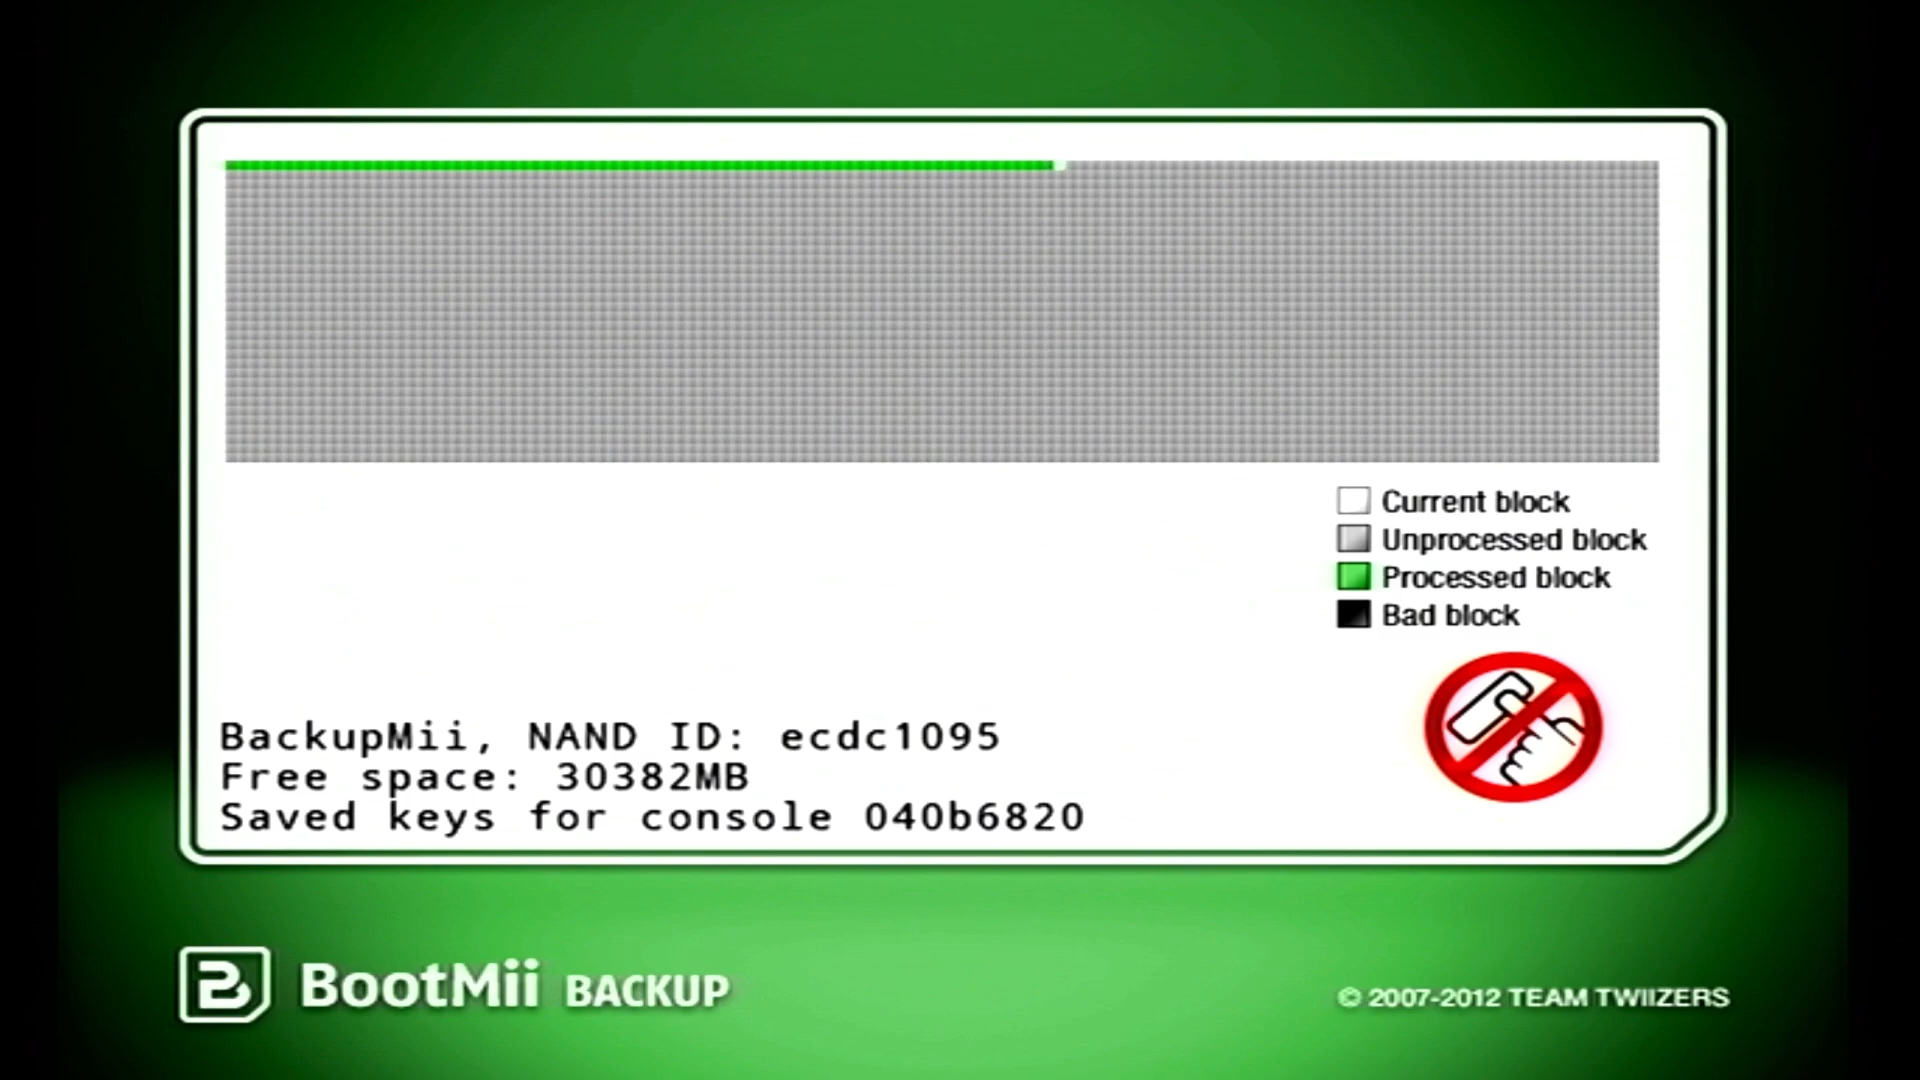 Current block
Unprocessed block
Processed block
Bad block
BackupMii, NAND ID: ecdc1095
Free space: 30382MB
Saved keys for console 040b6820
BootMii BACKUP
© 2007-2012 TEAM TWIIZERS